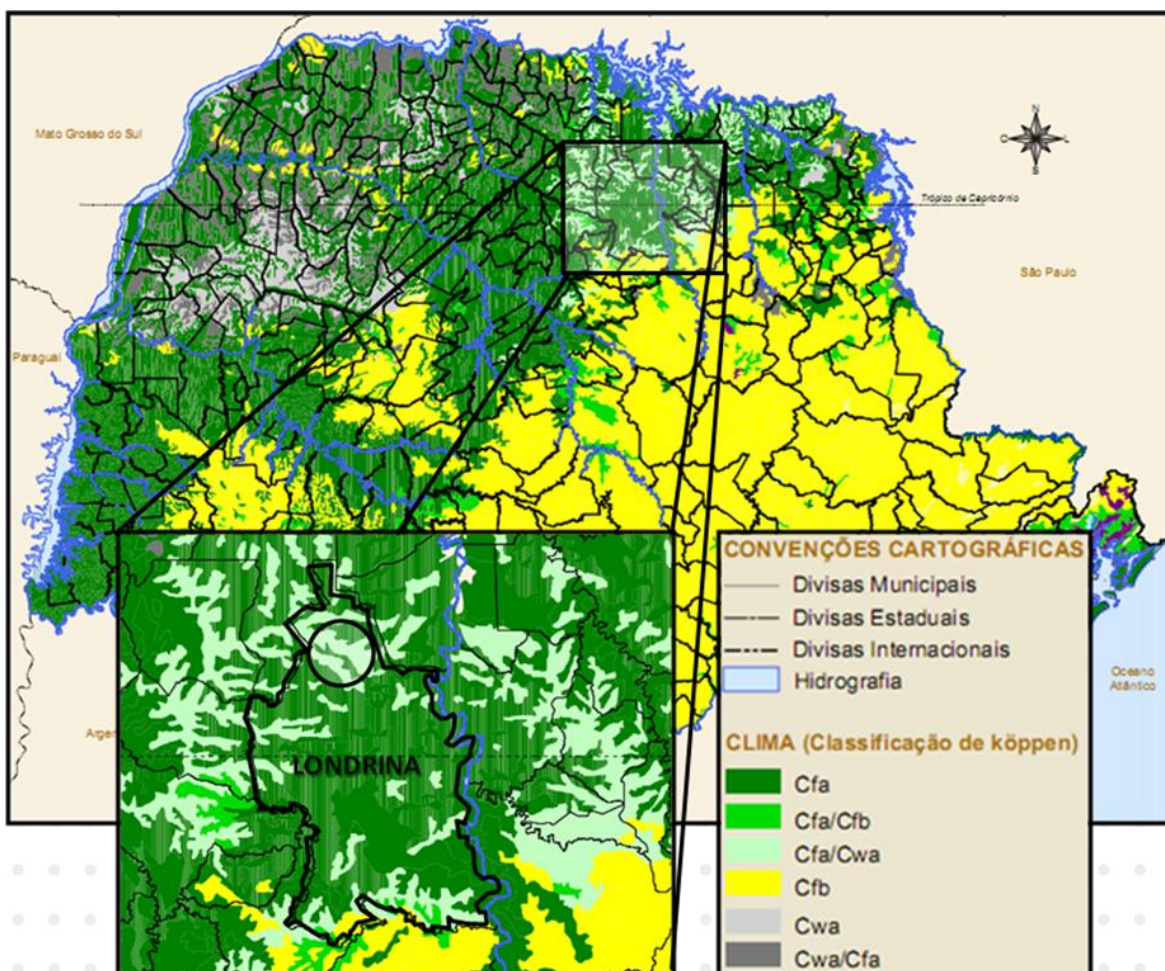 Mato Grosso do Sul
N
O
L
S
Trópico de Capricórnio
São Paulo
Paraguai
Argen
LONDRINA
CONVENÇÕES CARTOGRÁFICAS
Divisas Municipais
Divisas Estaduais
Divisas Internacionais
Hidrografia
CLIMA (Classificação de köppen)
Cfa
Cfa/Cfb
Cfa/Cwa
Cfb
Cwa
Cwa/Cfa
Oceano
Atlântico